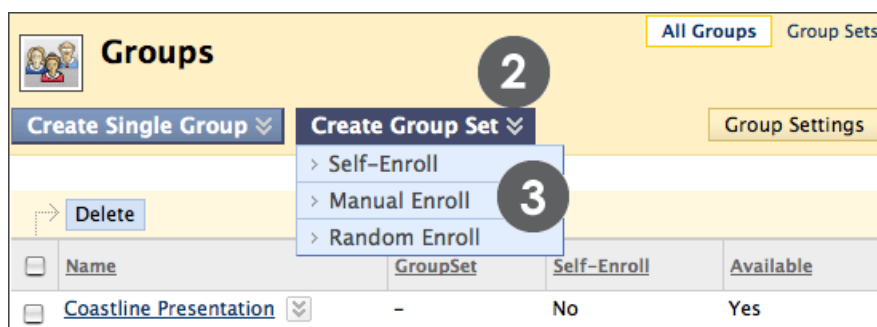 All Groups Group Sets
Groups
2
Create Single Group Create Group Set Group Settings
> Self-Enroll
> Manual Enroll 3
Delete
> Random Enroll
Name GroupSet Self-Enroll Available
Coastline Presentation – No Yes